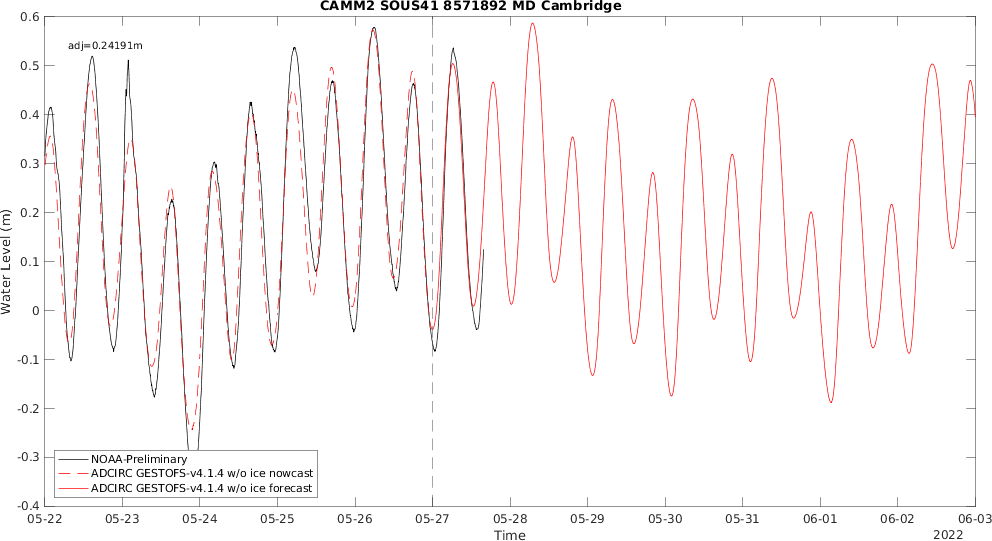 CAMM2 SOUS41 8571892 MD Cambridge
adj=0.24191m
0.6
0.5
0.4
0.3
0.2
0.1
0
-0.1
-0.2
-0.3
-0.4
Water Level (m)
NOAA-Preliminary
ADCIRC GESTOFS-v4.1.4 w/o ice nowcast
ADCIRC GESTOFS-v4.1.4 w/o ice forecast
05-22 05-23 05-24 05-25 05-26 05-27 05-28 05-29 05-30 05-31 06-01 06-02 06-03
Time
2022